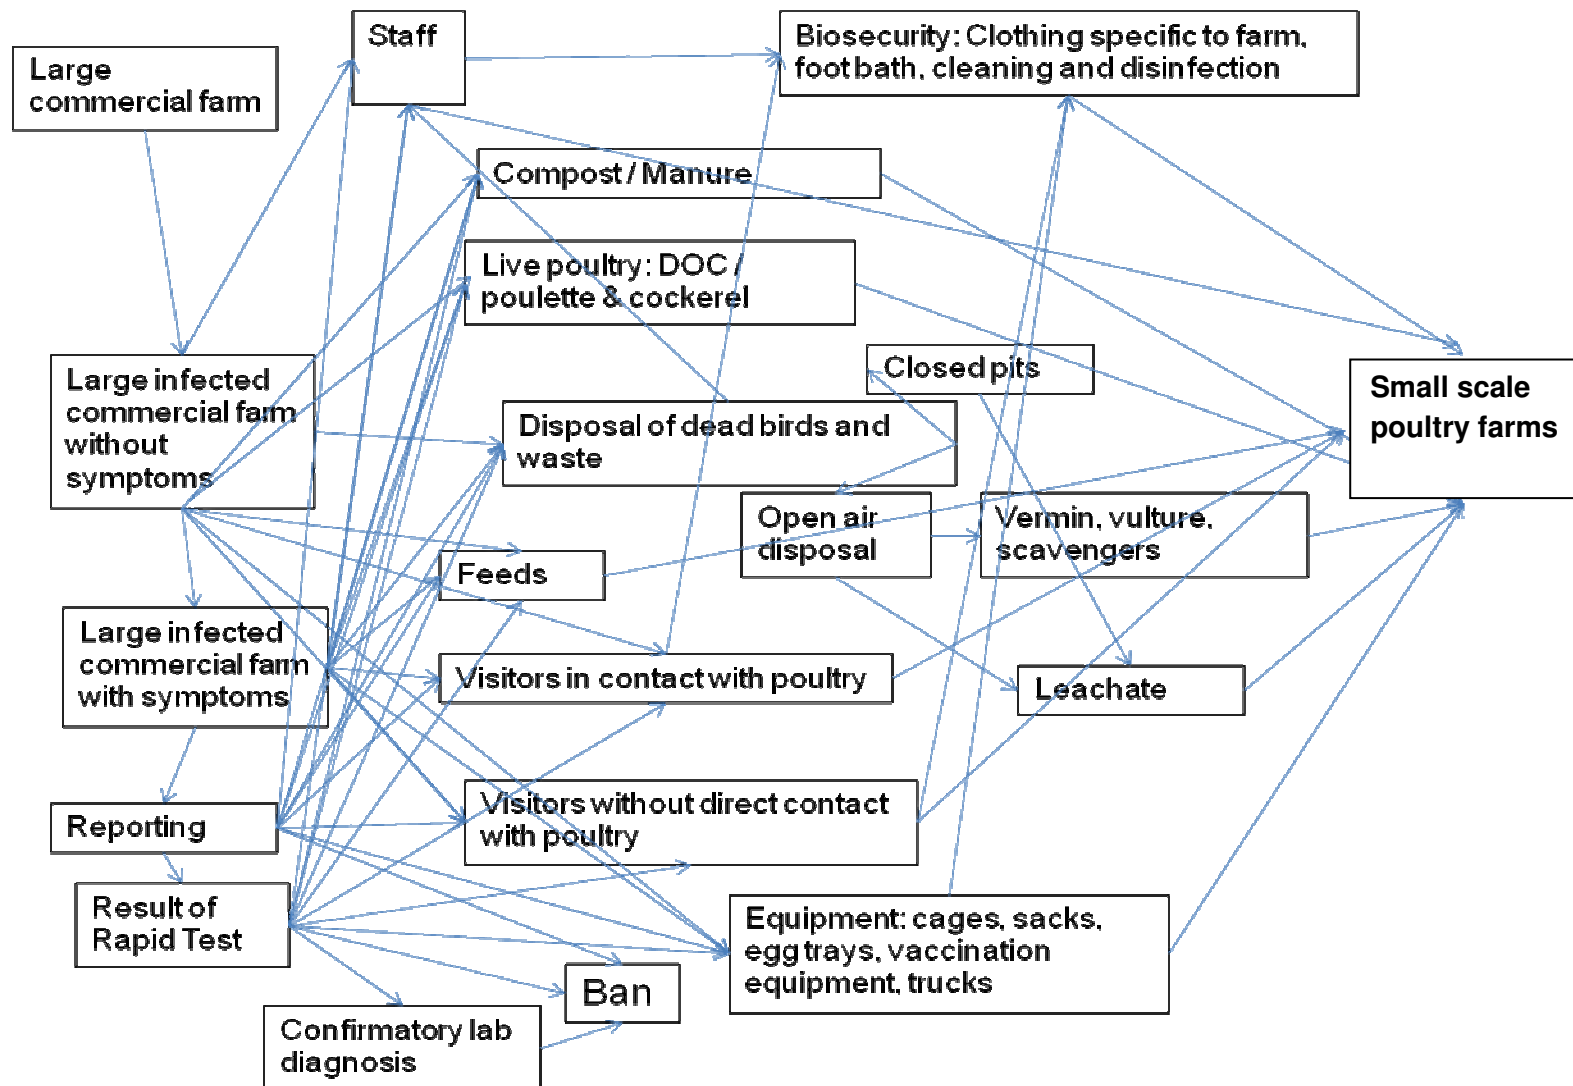 Large
commercial farm
Staff
Biosecurity: Clothing specific to farm,
foot bath, cleaning and disinfection
Compost / Manure
Live poultry: DOC /
poulette & cockerel
Large infected
commercial farm
without
symptoms
Closed pits
Small scale
poultry farms
Disposal of dead birds and
waste
Open air
disposal
Vermin, vulture,
scavengers
Feeds
Large infected
commercial farm
with symptoms
Visitors in contact with poultry
Leachate
Reporting
Visitors without direct contact
with poultry
Result of
Rapid Test
Equipment: cages, sacks,
egg trays, vaccination
equipment, trucks
Ban
Confirmatory lab
diagnosis